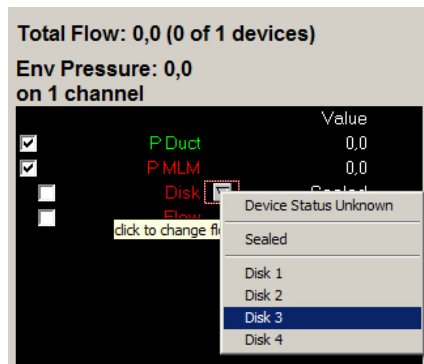 Total Flow: 0,0 (0 of 1 devices)
Env Pressure: 0,0
on 1 channel
Value
P Duct 0,0
P MLM 0,0
Disk Sealed
Flow
click to change
Device Status Unknown
Sealed
Disk 1
Disk 2
Disk 3
Disk 4